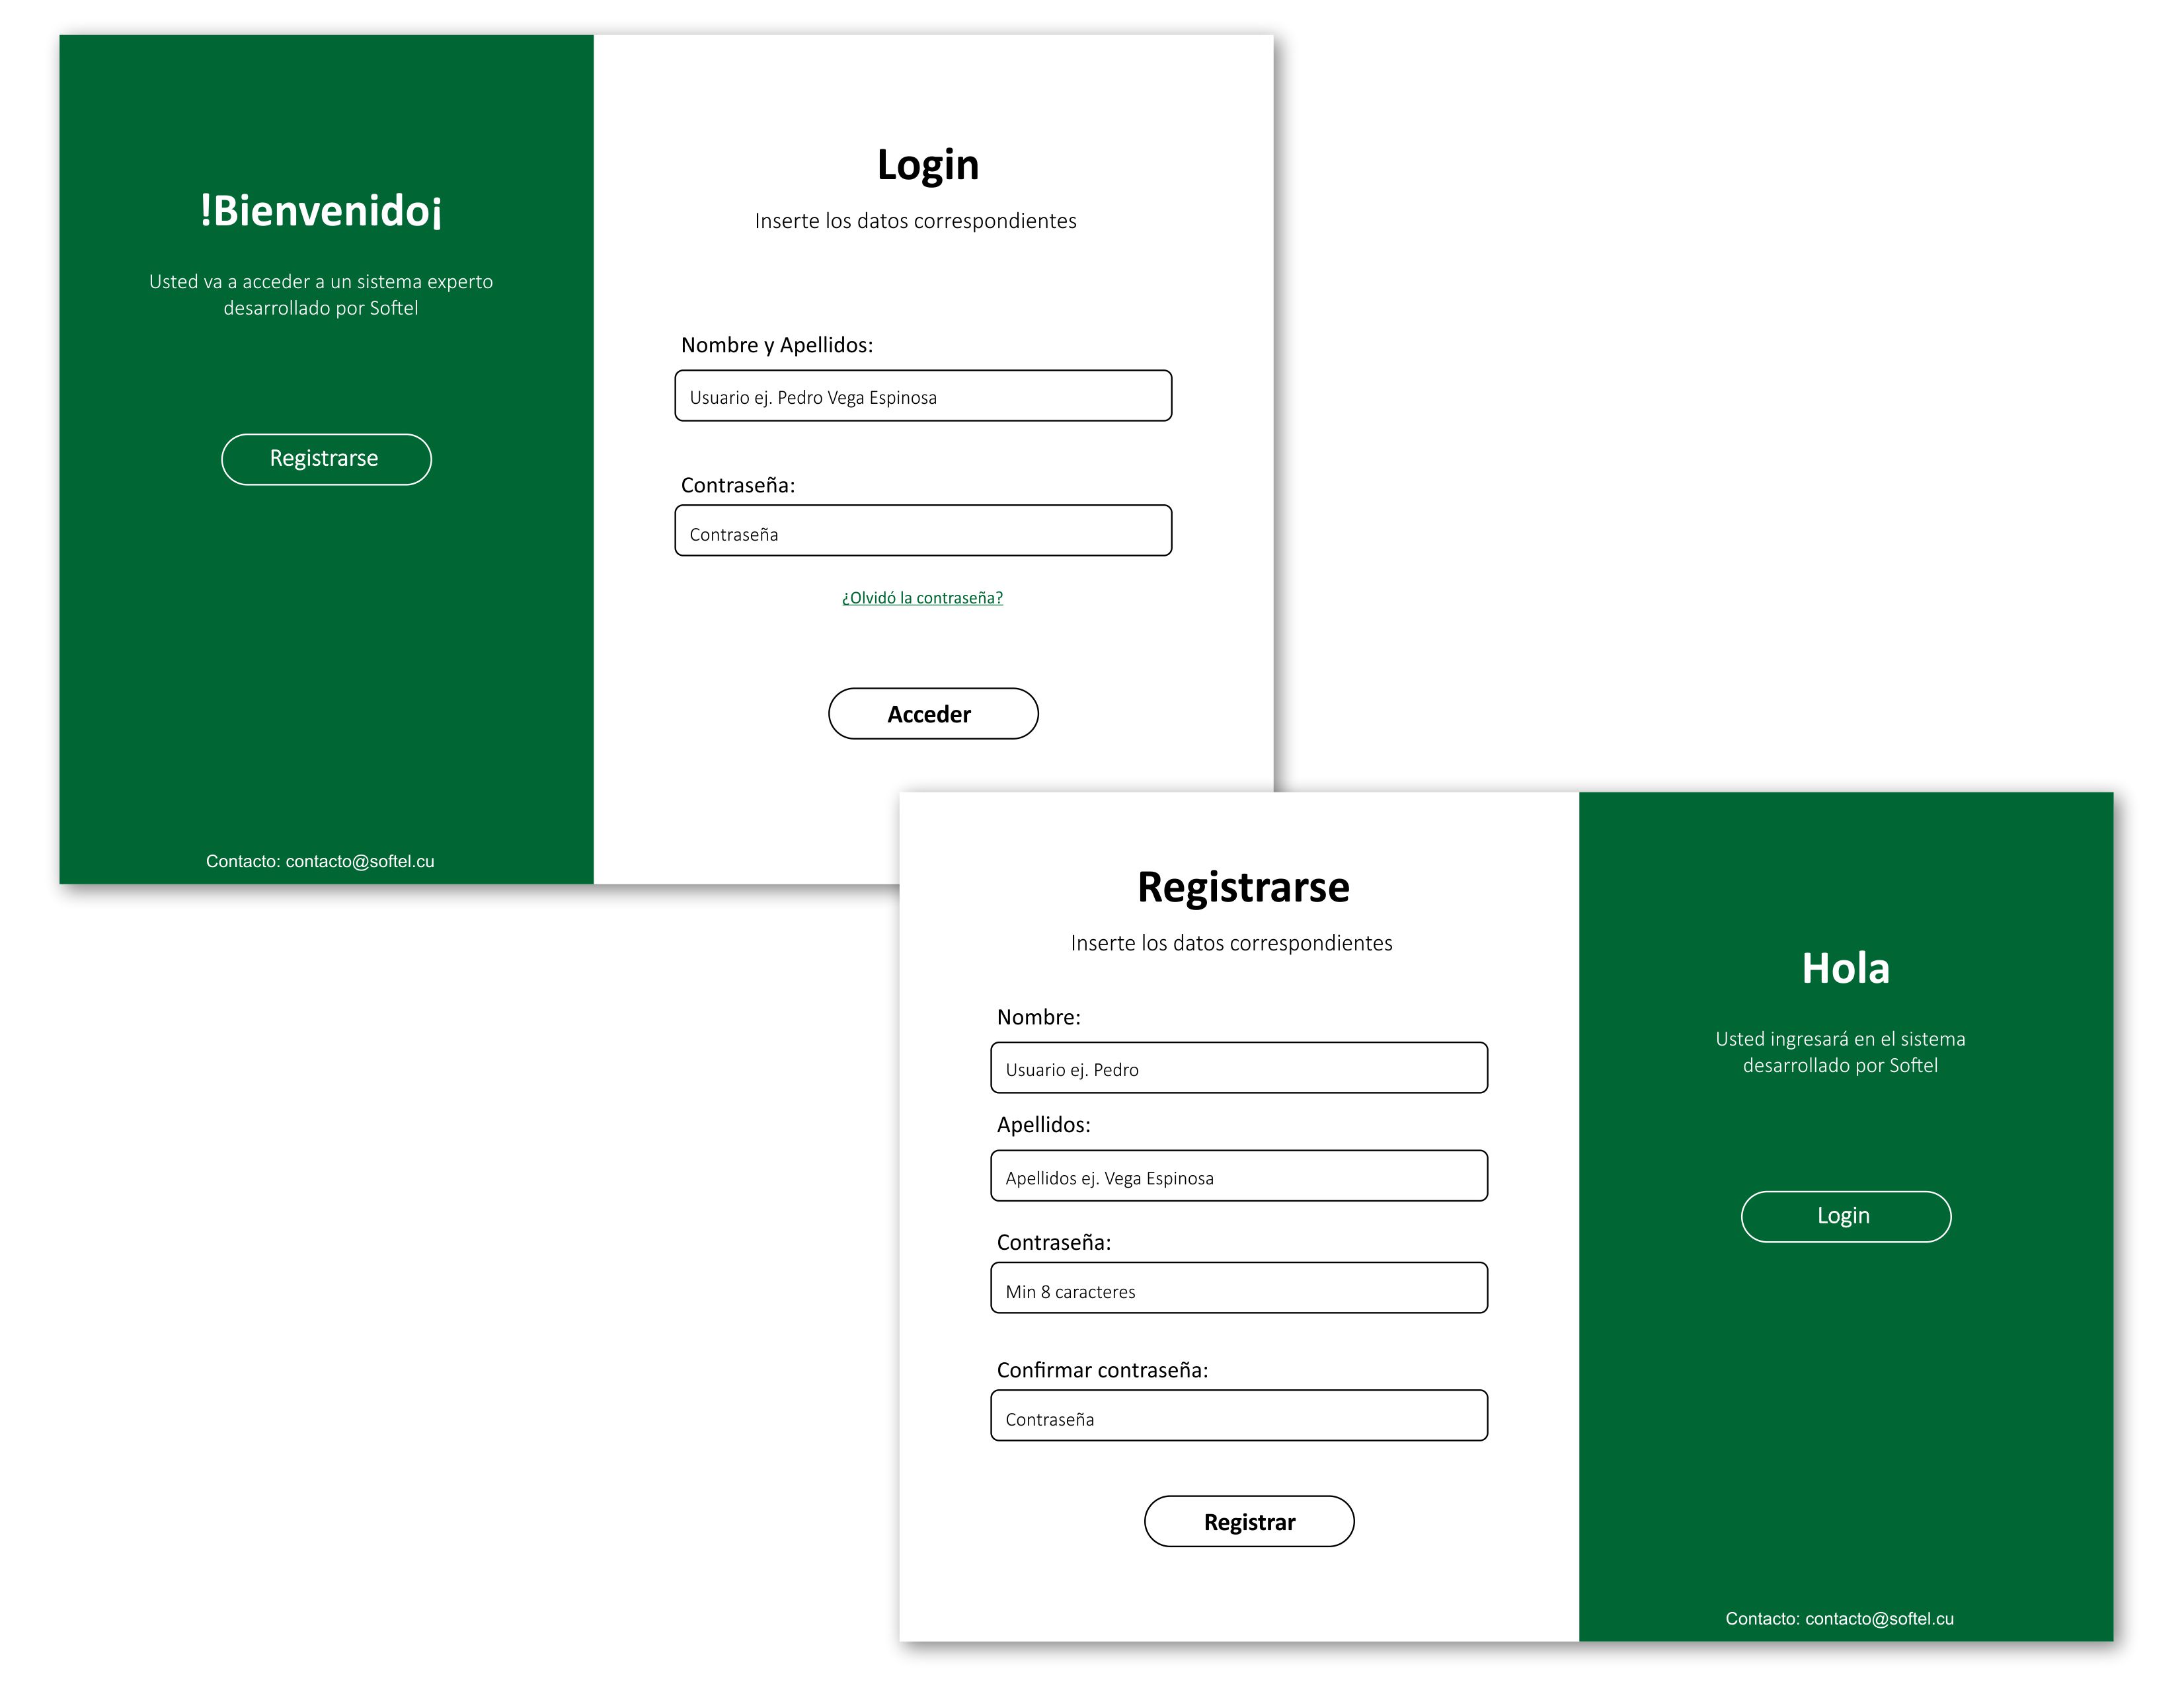 !Bienvenido¡
Usted va a acceder a un sistema experto
desarrollado por Softel
Registrarse
Contacto: contacto@softel.cu
Login
Inserte los datos correspondientes
Nombre y Apellidos:
Usuario ej. Pedro Vega Espinosa
Contraseña:
Contraseña
¿Olvidó la contraseña?
Acceder
Registrarse
Inserte los datos correspondientes
Nombre:
Usuario ej. Pedro
Apellidos:
Apellidos ej. Vega Espinosa
Contraseña:
Min 8 caracteres
Confirmar contraseña:
Contraseña
Registrar
Hola
Usted ingresará en el sistema
desarrollado por Softel
Login
Contacto: contacto@softel.cu